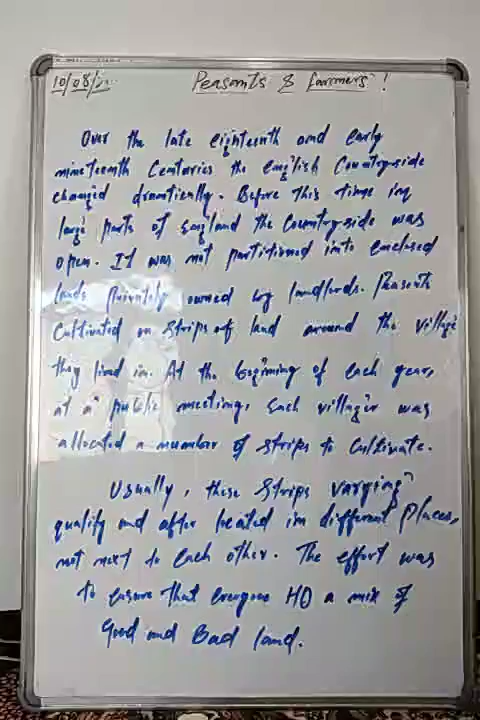 10/08/
Peasants & farmers !
Over the late eighteenth and early
nineteenth Centuries the English Countryside
changed dramtically. Before this time in
large parts of England the Countryside was
open. It was not partitioned into enclosed
lands privately owned by landlords. Peasants
Cultivated on strips of land around the village
they lived in. At the beginning of each year,
at a public meeting, each villager was
allocated a number of strips to Cultivate.
Usually, these strips varying
quality and often located in different Places,
not next to each other. The effort was
to ensure that everyone HD a mix of
Good and Bad land.